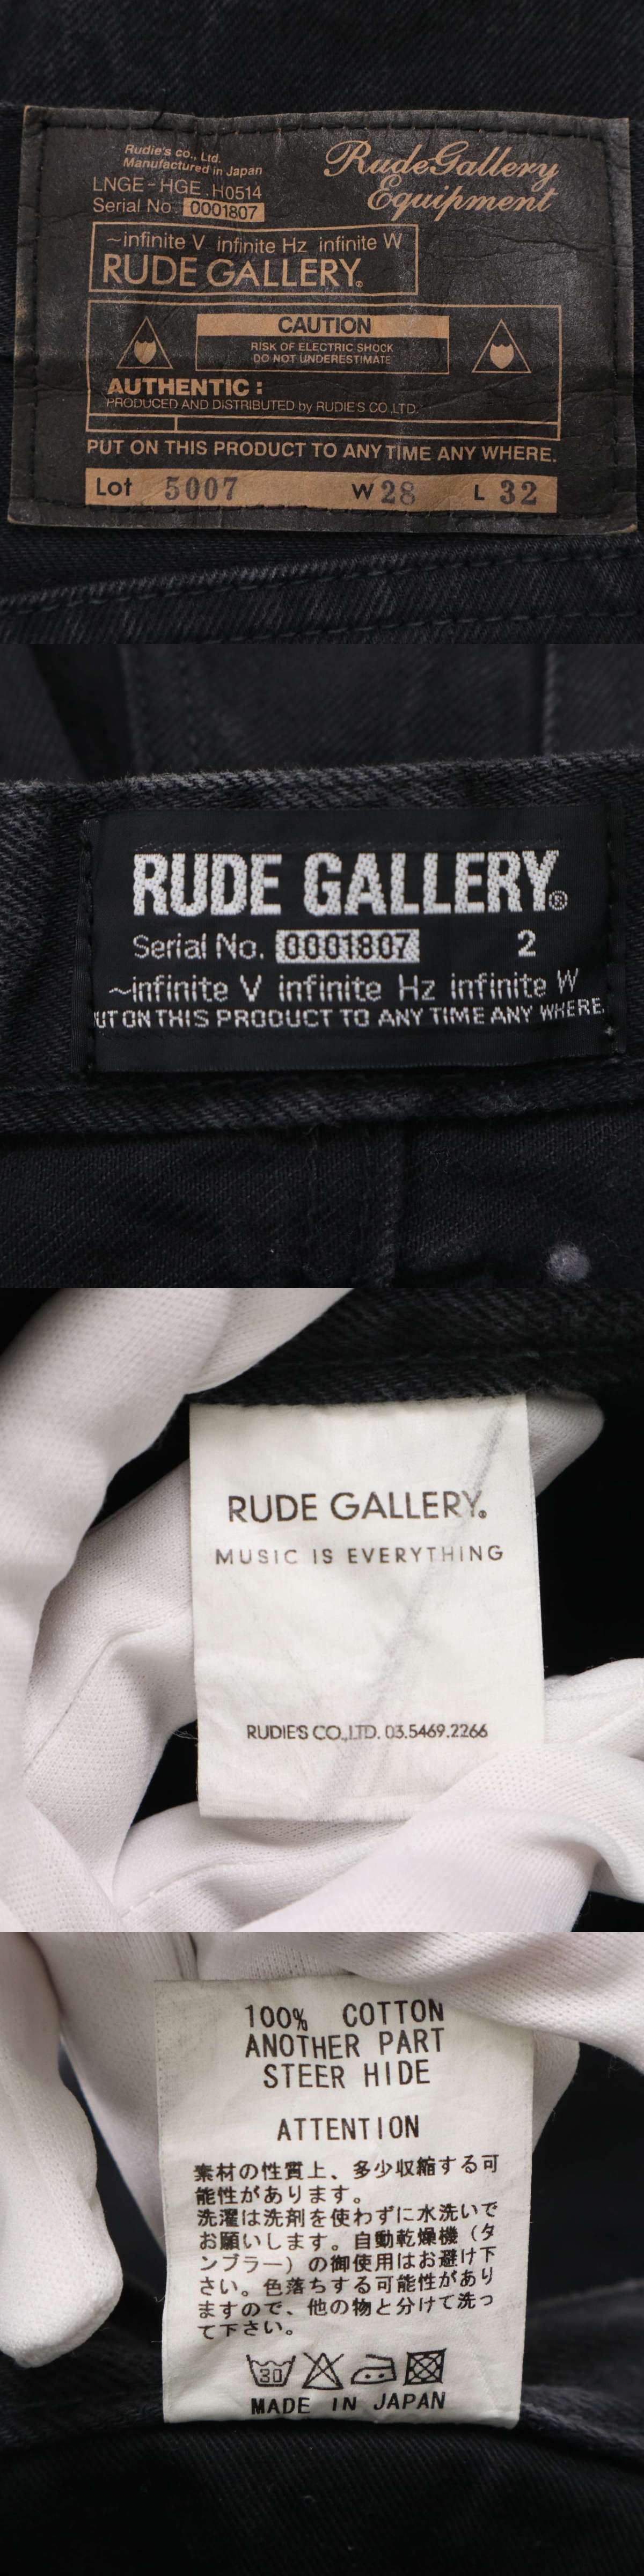 Rudie's co., Ltd.
Manufactured in Japan
RudeGallery
Equipment
LNGE-HGE.H0514
Serial No. 0001807
~infinite V infinite Hz infinite W
RUDE GALLERY®
CAUTION
RISK OF ELECTRIC SHOCK
DO NOT UNDERESTIMATE
AUTHENTIC :
PRODUCED AND DISTRIBUTED by RUDIE'S CO.,LTD.
PUT ON THIS PRODUCT TO ANY TIME ANY WHERE.
Lot 5007 W 28 L 32
RUDE GALLERY®
Serial No. 0001807 2
~infinite V infinite Hz infinite W
UT ON THIS PRODUCT TO ANY TIME ANY WHERE.
RUDE GALLERY®
MUSIC IS EVERYTHING
RUDIE'S CO.,LTD. 03.5469.2266
100% COTTON
ANOTHER PART
STEER HIDE
ATTENTION
素材の性質上、多少収縮する可
能性があります。
洗濯は洗剤を使わずに水洗いで
お願いします。自動乾燥機（タ
ンブラー）の御使用はお避け下
さい。色落ちする可能性があり
ますので、他の物と分けて洗っ
て下さい。
30
MADE IN JAPAN